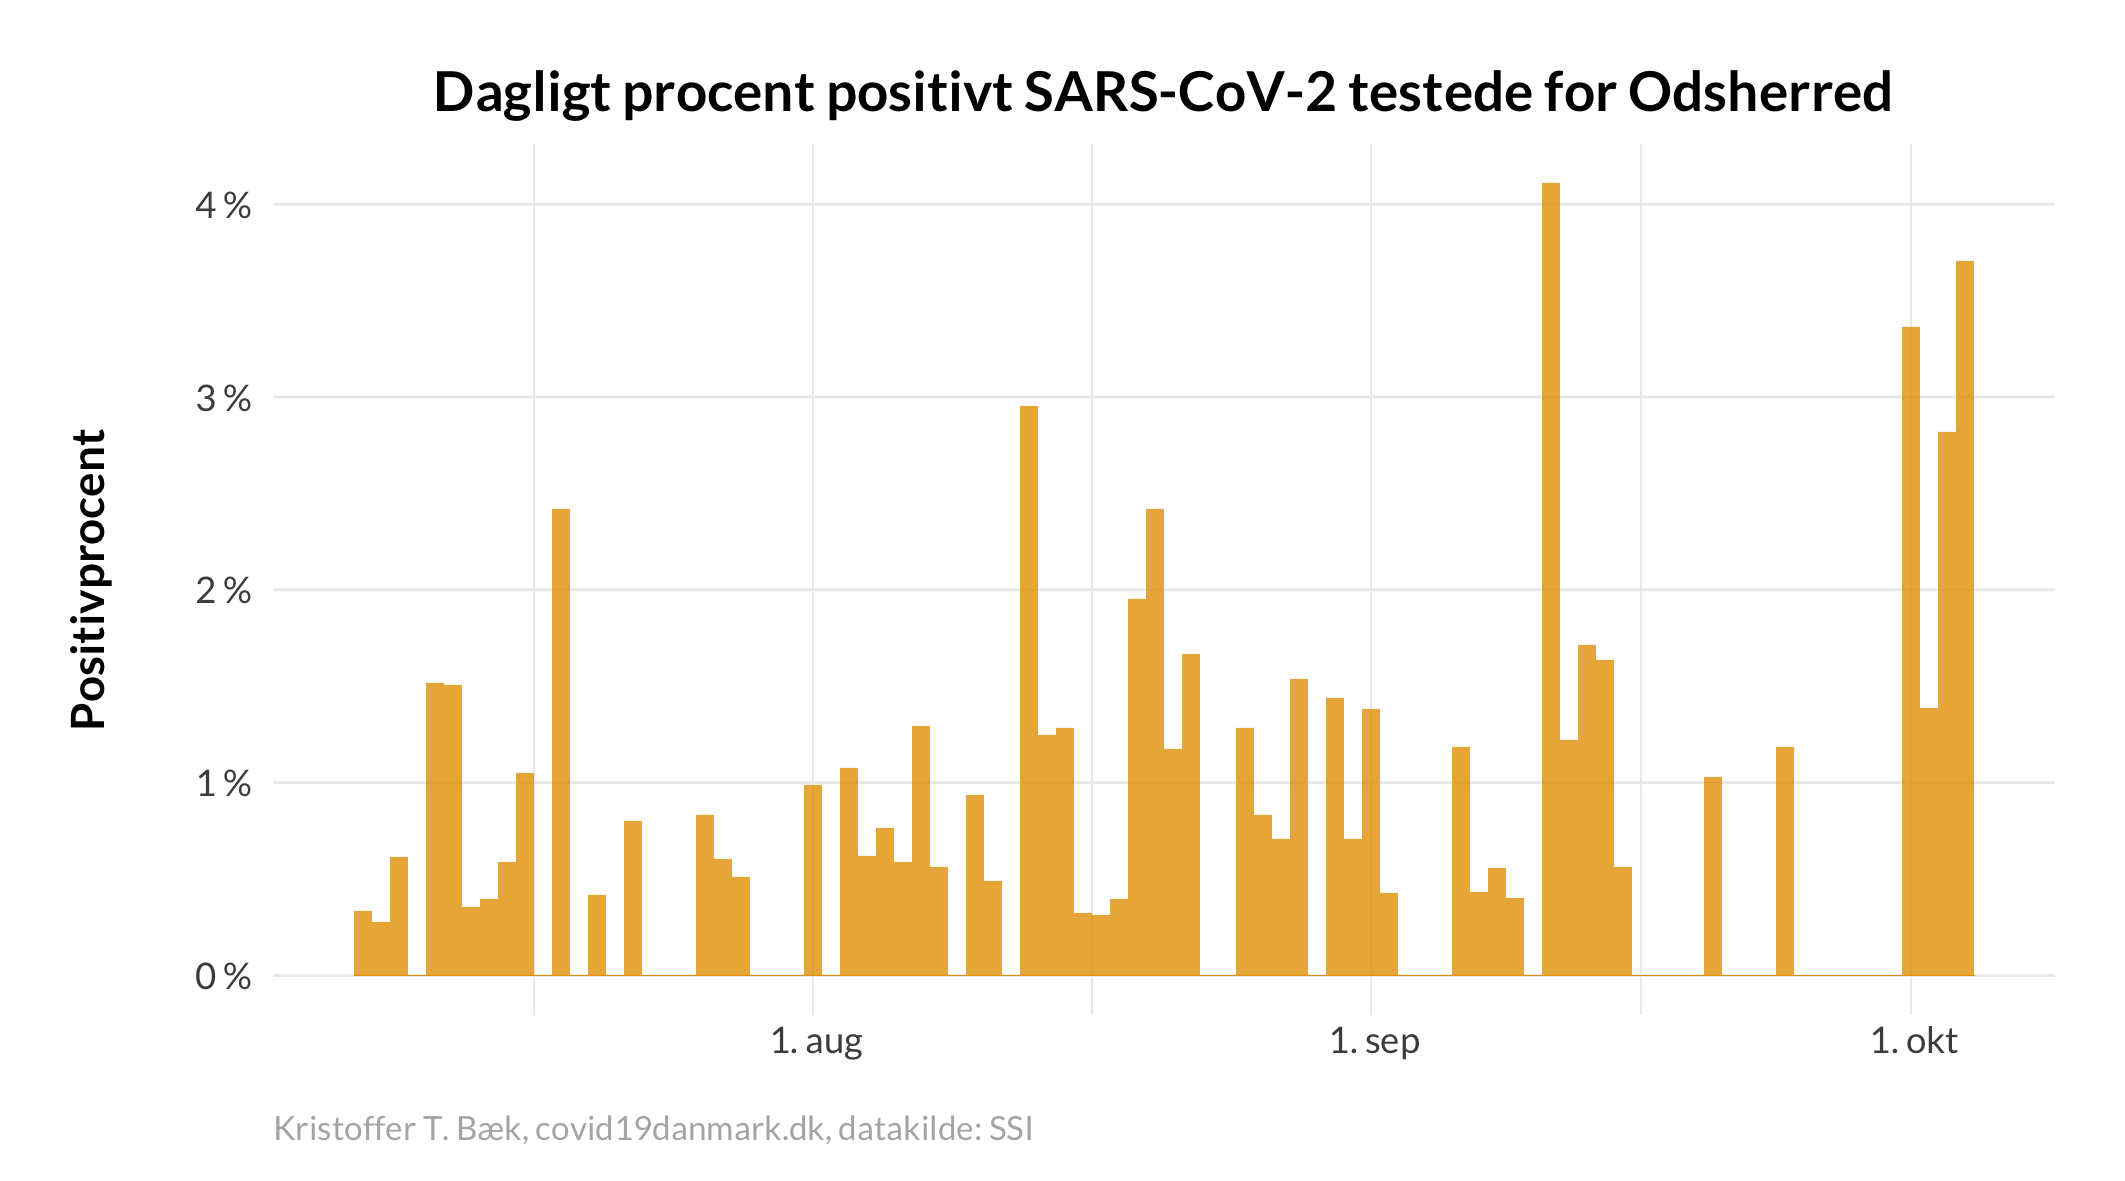 Dagligt procent positivt SARS-CoV-2 testede for Odsherred
Positivprocent
4 %
3 %
2 %
1 %
0 %
1. aug
1. sep
1. okt
Kristoffer T. Bæk, covid19danmark.dk, datakilde: SSI